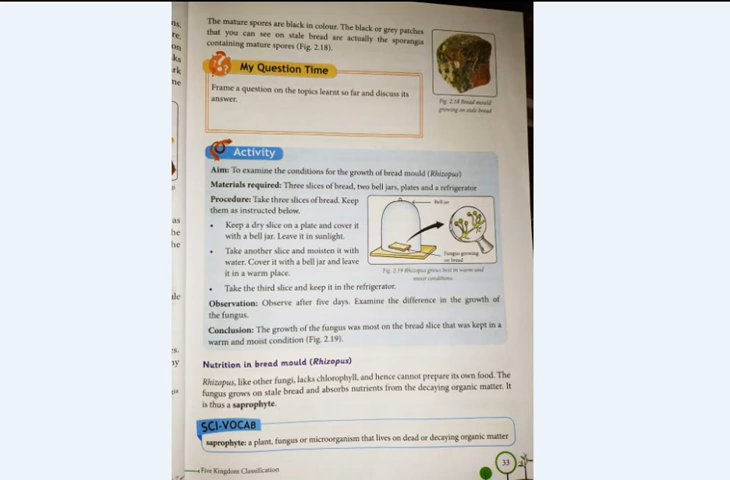 The mature spores are black in colour. The black or grey patches
that you can see on stale bread are actually the sporangia
containing mature spores (Fig. 2.18).
My Question Time
Frame a question on the topics learnt so far and discuss its
answer.
Fig. 2.18 Bread mould
growing on stale bread
Activity
Aim: To examine the conditions for the growth of bread mould (Rhizopus)
Materials required: Three slices of bread, two bell jars, plates and a refrigerator
Procedure: Take three slices of bread. Keep
them as instructed below.
• Keep a dry slice on a plate and cover it
with a bell jar. Leave it in sunlight.
• Take another slice and moisten it with
water. Cover it with a bell jar and leave
it in a warm place.
• Take the third slice and keep it in the refrigerator.
Bell jar
Fungus growing
on bread
Fig. 2.19 Rhizopus grows best in warm and
moist conditions.
Observation: Observe after five days. Examine the difference in the growth of
the fungus.
Conclusion: The growth of the fungus was most on the bread slice that was kept in a
warm and moist condition (Fig. 2.19).
Nutrition in bread mould (Rhizopus)
Rhizopus, like other fungi, lacks chlorophyll, and hence cannot prepare its own food. The
fungus grows on stale bread and absorbs nutrients from the decaying organic matter. It
is thus a saprophyte.
SCI-VOCAB
saprophyte: a plant, fungus or microorganism that lives on dead or decaying organic matter
Five Kingdom Classification
33